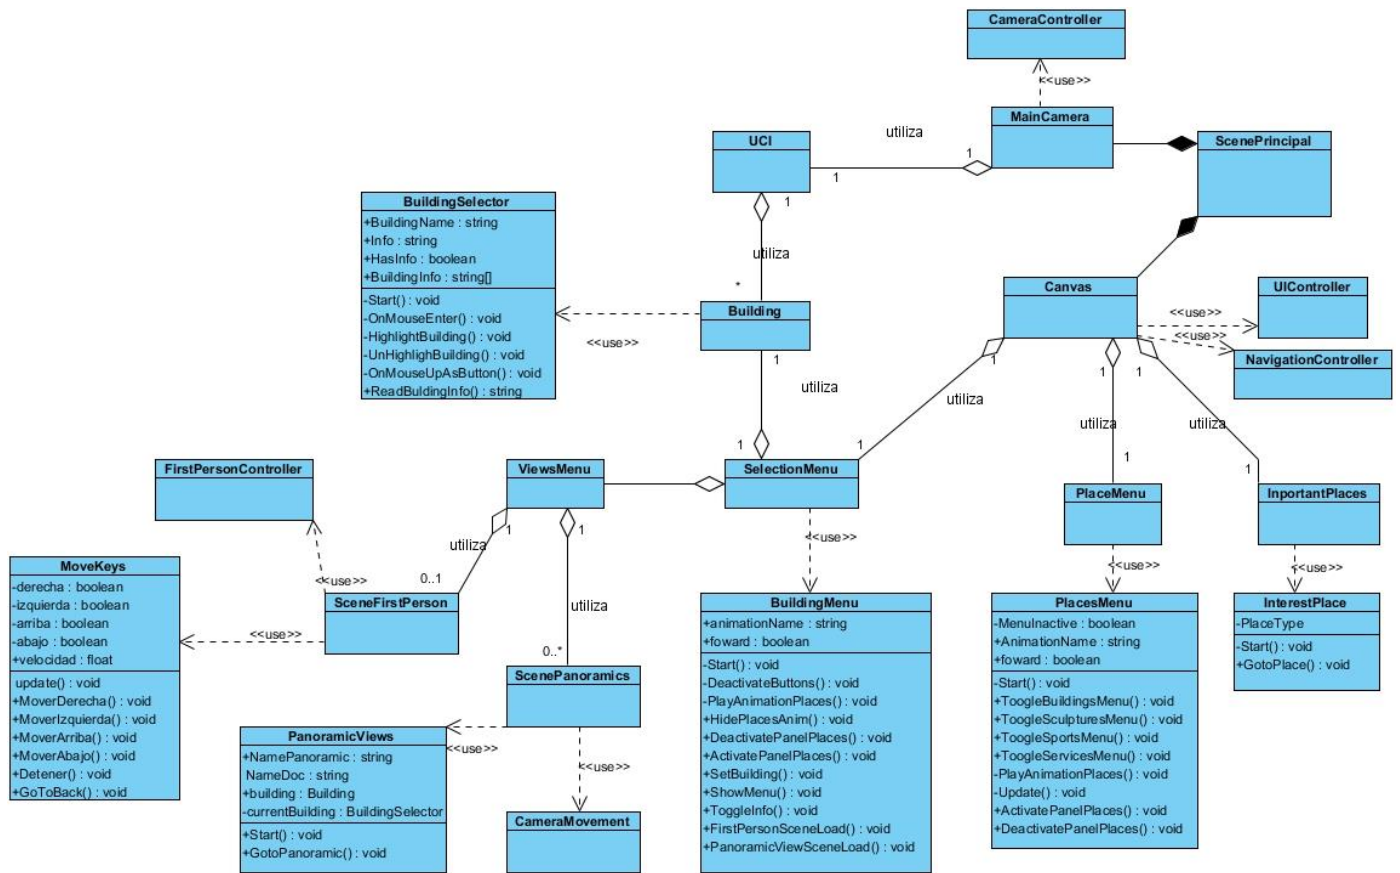 CameraController
<<use>>
MainCamera
utiliza
1
1
ScenePrincipal
UCI
1
utiliza
*
BuildingSelector
+BuildingName : string
+Info : string
+HasInfo : boolean
+BuildingInfo : string[]
-Start() : void
-OnMouseEnter() : void
-HighlightBuilding() : void
-UnHighlighBuilding() : void
-OnMouseUpAsButton() : void
+ReadBuldingInfo() : string
<<use>>
Building
1
utiliza
1
Canvas
1
utiliza
1
1
utiliza
1
1
utiliza
1
<<use>>
<<use>>
UIController
NavigationController
FirstPersonController
ViewsMenu
SelectionMenu
PlaceMenu
InportantPlaces
1
utiliza
0..1
1
utiliza
0..*
<<use>>
<<use>>
<<use>>
<<use>>
<<use>>
MoveKeys
-derecha : boolean
-izquierda : boolean
-arriba : boolean
-abajo : boolean
+velocidad : float
update() : void
+MoverDerecha() : void
+MoverIzquierda() : void
+MoverArriba() : void
+MoverAbajo() : void
+Detener() : void
+GoToBack() : void
SceneFirstPerson
ScenePanoramics
<<use>>
<<use>>
PanoramicViews
+NamePanoramic : string
NameDoc : string
+building : Building
-currentBuilding : BuildingSelector
+Start() : void
+GotoPanoramic() : void
CameraMovement
BuildingMenu
+animationName : string
+foward : boolean
-Start() : void
-DeactivateButtons() : void
-PlayAnimationPlaces() : void
+HidePlacesAnim() : void
+DeactivatePanelPlaces() : void
+ActivatePanelPlaces() : void
+SetBuilding() : void
+ShowMenu() : void
+ToggleInfo() : void
+FirstPersonSceneLoad() : void
+PanoramicViewSceneLoad() : void
PlacesMenu
-MenuInactive : boolean
+AnimationName : string
+foward : boolean
-Start() : void
+ToogleBuildingsMenu() : void
+ToogleSculpturesMenu() : void
+ToogleSportsMenu() : void
+ToogleServicesMenu() : void
-PlayAnimationPlaces() : void
-Update() : void
+ActivatePanelPlaces() : void
+DeactivatePanelPlaces() : void
InterestPlace
-PlaceType
-Start() : void
+GotoPlace() : void